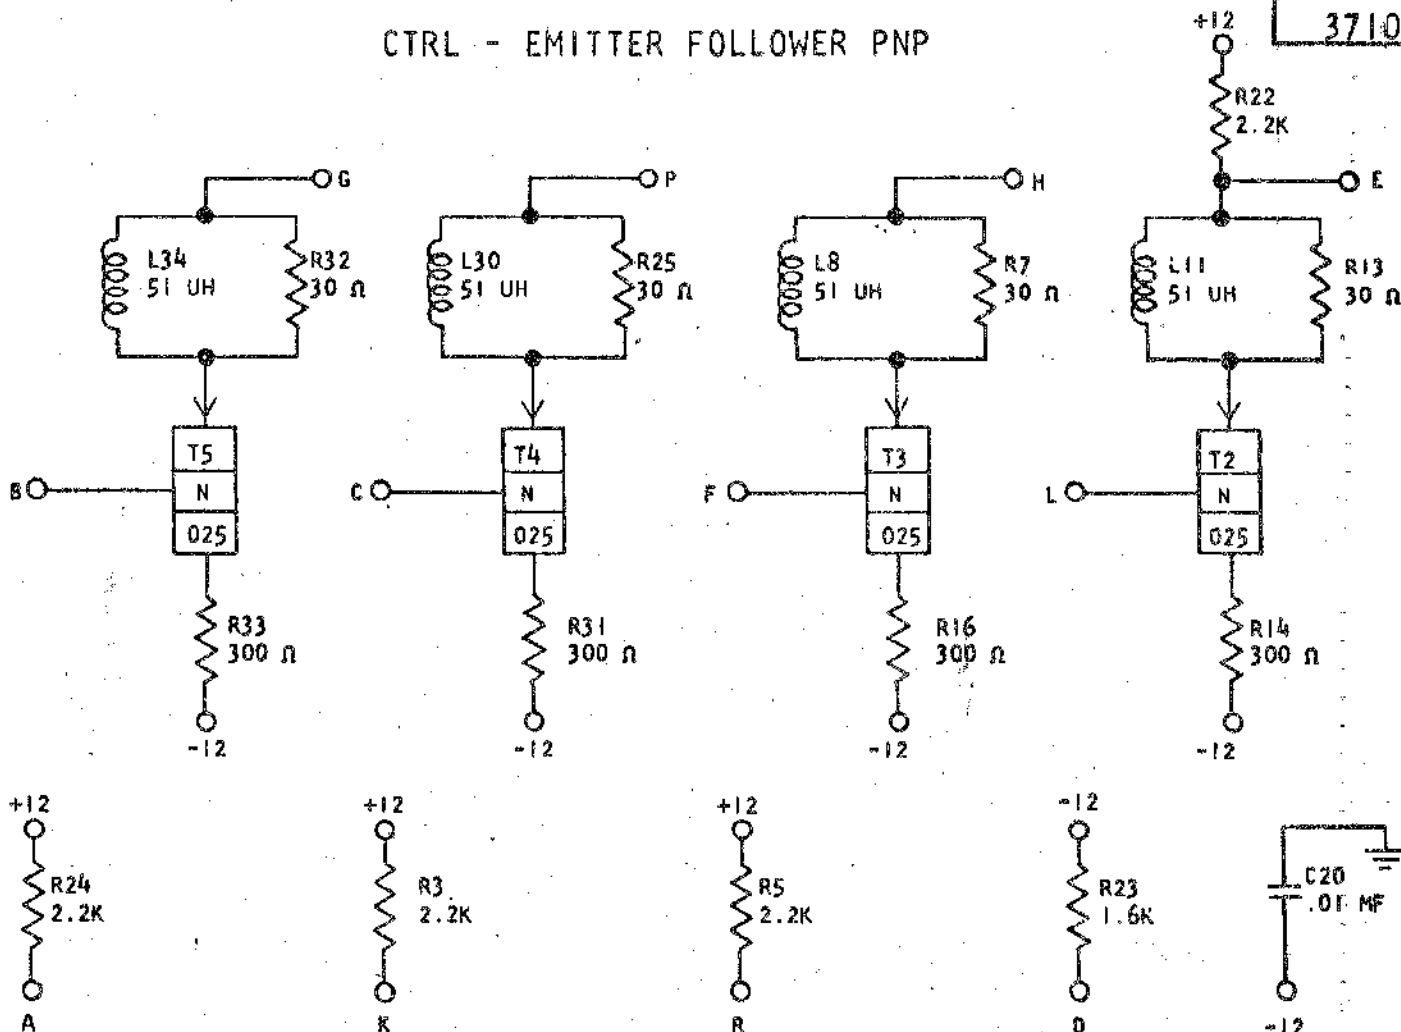 CTRL - EMITTER FOLLOWER PNP
3710
+12
R22
2.2K
G
P
H
E
L34
51 UH
R32
30 Ω
L30
51 UH
R25
30 Ω
L8
51 UH
R7
30 Ω
L11
51 UH
R13
30 Ω
B
T5
N
025
C
T4
N
025
F
T3
N
025
L
T2
N
025
R33
300 Ω
R31
300 Ω
R16
300 Ω
R14
300 Ω
-12
-12
-12
-12
+12
R24
2.2K
A
+12
R3
2.2K
K
+12
R5
2.2K
R
-12
R23
1.6K
D
C20
.01 MF
-12